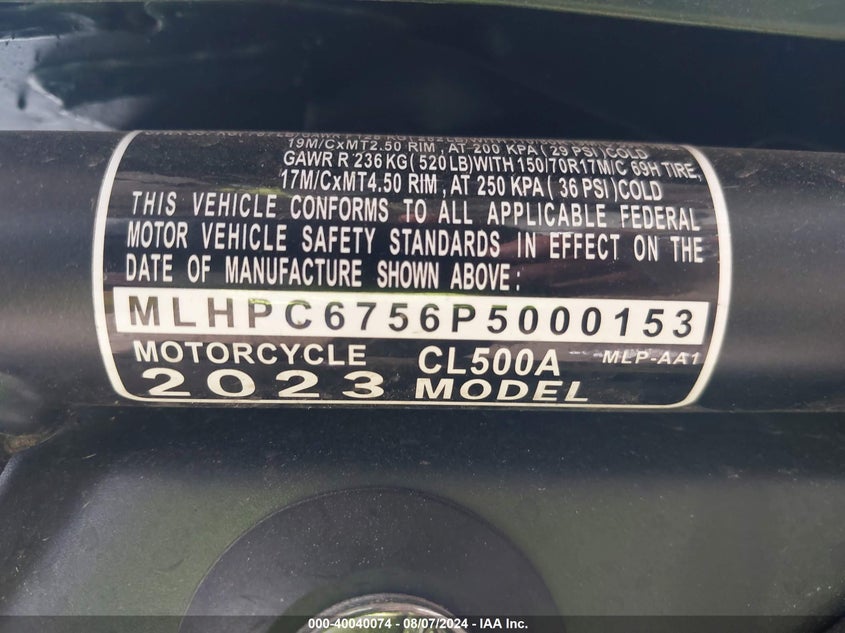 19M/CxMT2.50 RIM , AT 200 KPA ( 29 PSI )COLD
GAWR R 236 KG ( 520 LB)WITH 150/70R17M/C 69H TIRE,
17M/CxMT4.50 RIM , AT 250 KPA ( 36 PSI )COLD
THIS VEHICLE CONFORMS TO ALL APPLICABLE FEDERAL
MOTOR VEHICLE SAFETY STANDARDS IN EFFECT ON THE
DATE OF MANUFACTURE SHOWN ABOVE :
MLHPC6756P5000153
MOTORCYCLE CL500A MLP-AA1
2023 MODEL
000-40040074 - 08/07/2024 - IAA Inc.